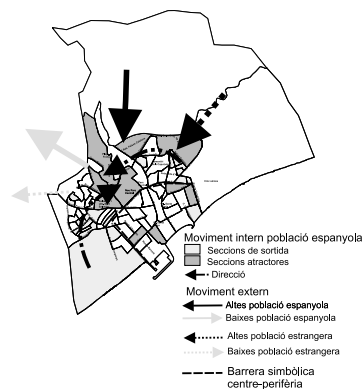 Moviment intern població espanyola
Seccions de sortida
Seccions atractores
Direcció
Moviment extern
Altes població espanyola
Baixes població espanyola
Altes població estrangera
Baixes població estrangera
Barrera simbòlica
centre-perifèria